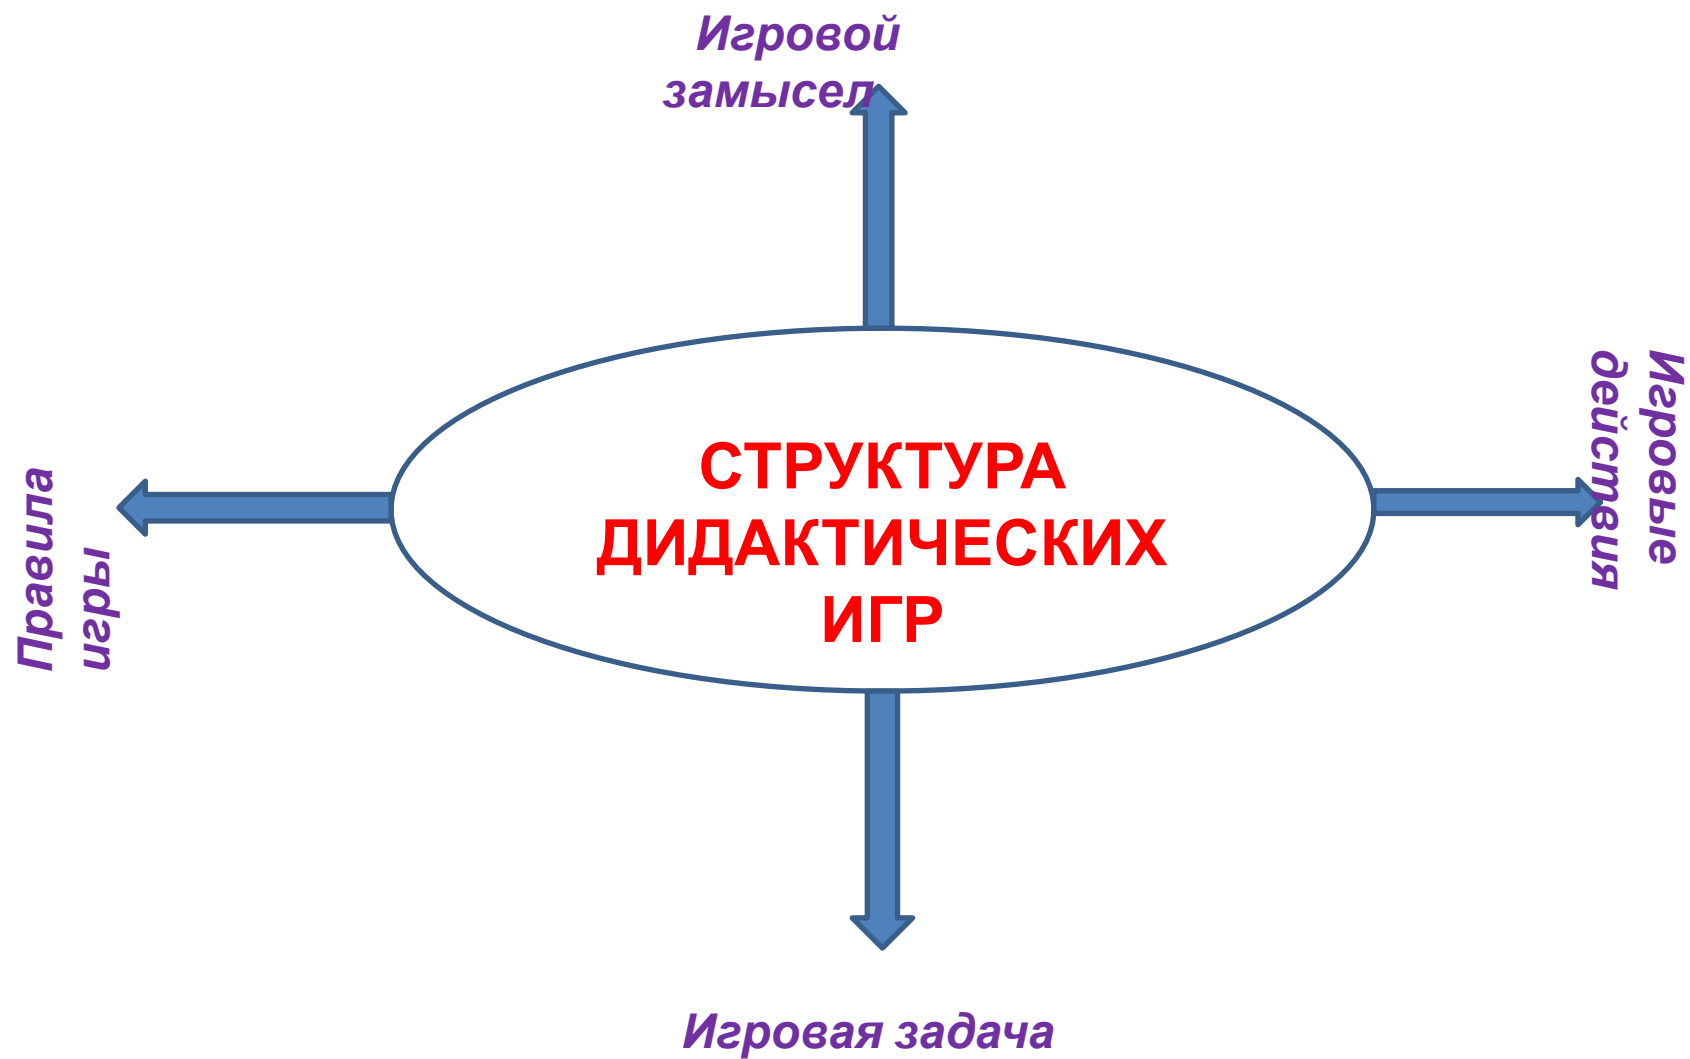 Игровой
замысел
Игровые
действия
СТРУКТУРА
ДИДАКТИЧЕСКИХ
ИГР
Правила
игры
Игровая задача